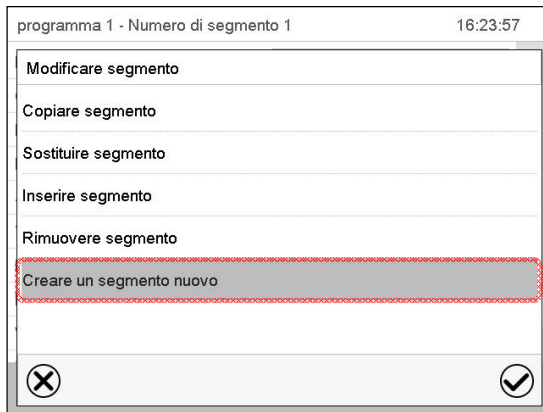 programma 1 - Numero di segmento 1 16:23:57
Modificare segmento
Copiare segmento
Sostituire segmento
Inserire segmento
Rimuovere segmento
Creare un segmento nuovo